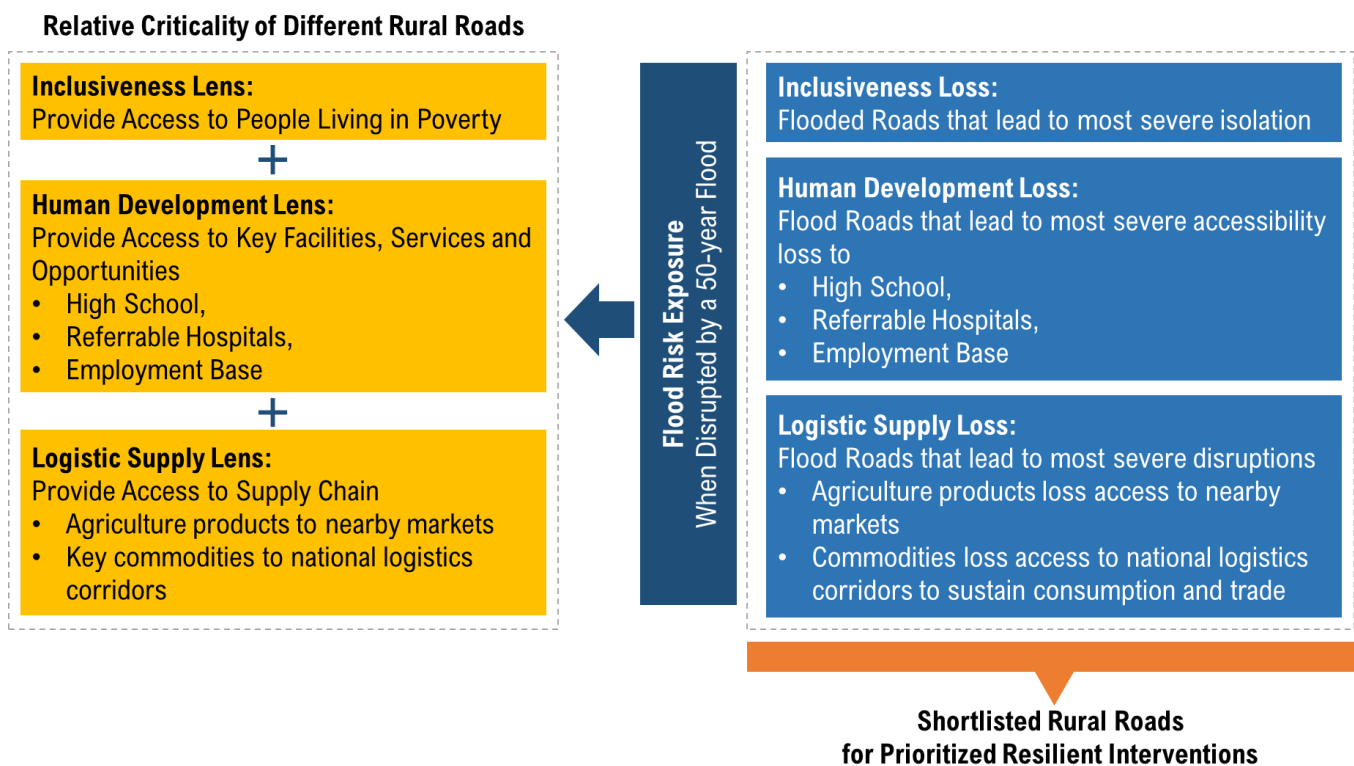 Relative Criticality of Different Rural Roads
Inclusiveness Lens:
Provide Access to People Living in Poverty
+
Human Development Lens:
Provide Access to Key Facilities, Services and
Opportunities
• High School,
• Referrable Hospitals,
• Employment Base
+
Logistic Supply Lens:
Provide Access to Supply Chain
• Agriculture products to nearby markets
• Key commodities to national logistics
corridors
Flood Risk Exposure
When Disrupted by a 50-year Flood
Inclusiveness Loss:
Flooded Roads that lead to most severe isolation
Human Development Loss:
Flood Roads that lead to most severe accessibility
loss to
• High School,
• Referrable Hospitals,
• Employment Base
Logistic Supply Loss:
Flood Roads that lead to most severe disruptions
• Agriculture products loss access to nearby
markets
• Commodities loss access to national logistics
corridors to sustain consumption and trade
Shortlisted Rural Roads
for Prioritized Resilient Interventions